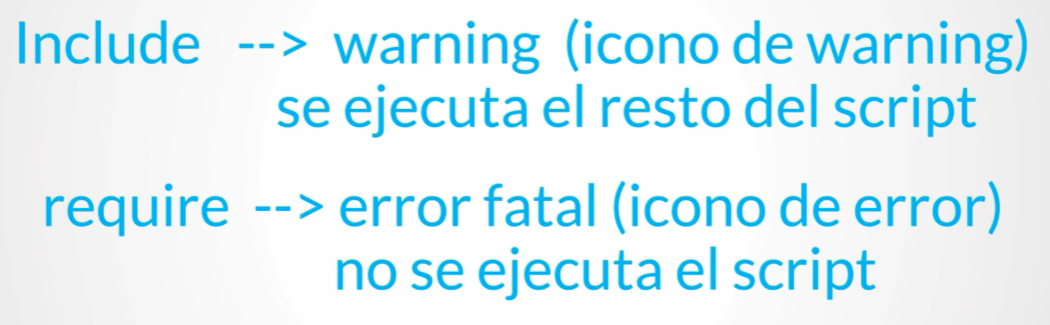 Include --> warning (icono de warning)
se ejecuta el resto del script
require --> error fatal (icono de error)
no se ejecuta el script